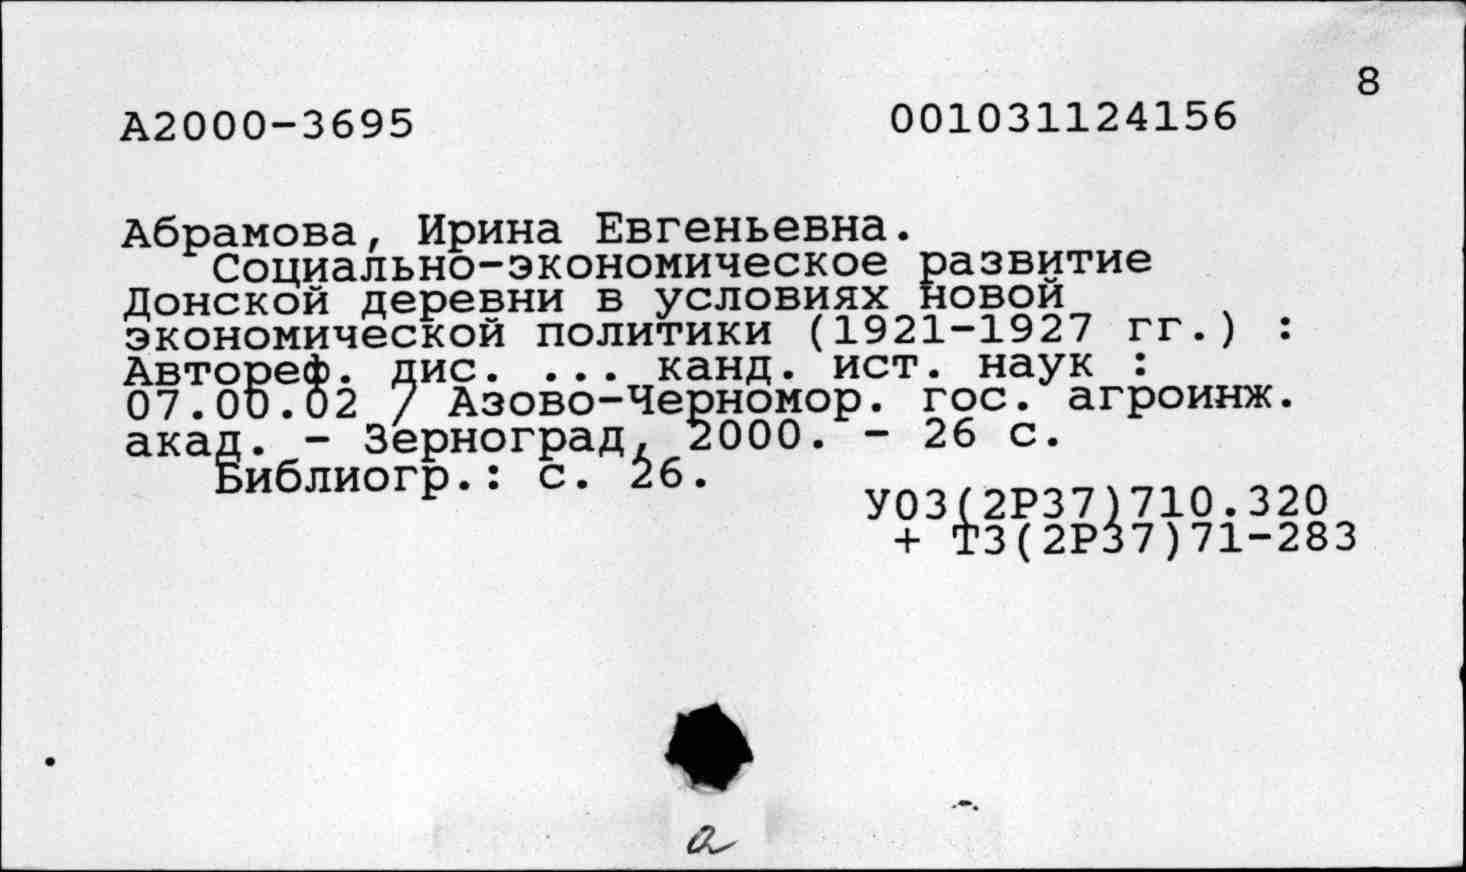 8
А2000-3695 001031124156
Абрамова, Ирина Евгеньевна.
Социально-экономическое развитие
Донской деревни в условиях новой
экономической политики (1921-1927 гг.) :
Автореф. дис. ... канд. ист. наук :
07.00.02 / Азово-Черномор. гос. агроинж.
акад. - Зерноград, 2000. - 26 с.
Библиогр.: с. 26.
У03(2Р37)710.320
+ Т3(2Р37)71-283
а